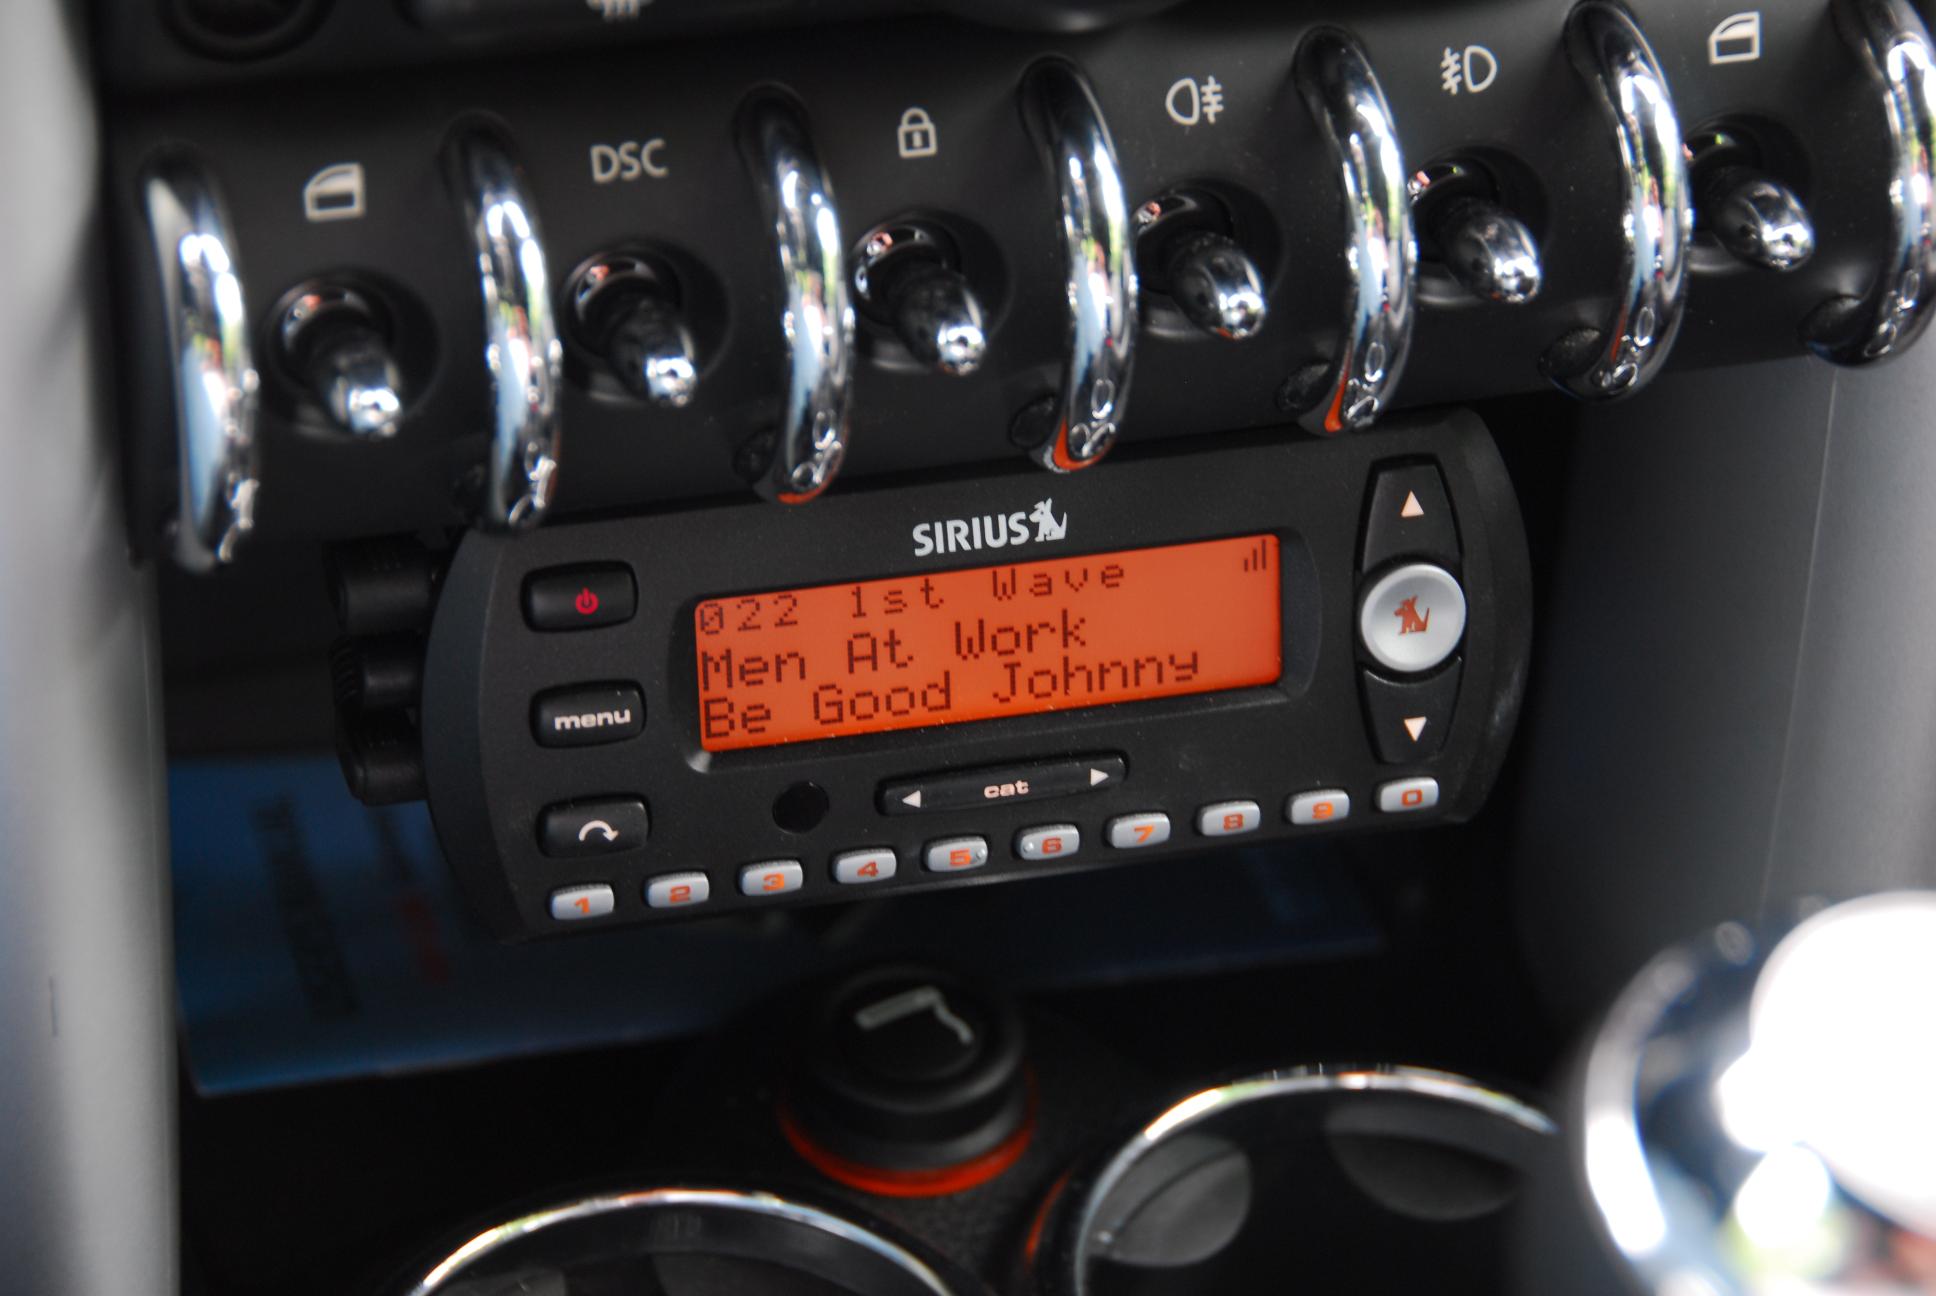 DSC
SIRIUS
022 1st Wave
Men At Work
Be Good Johnny
menu
cat
1 2 3 4 5 6 7 8 9 0